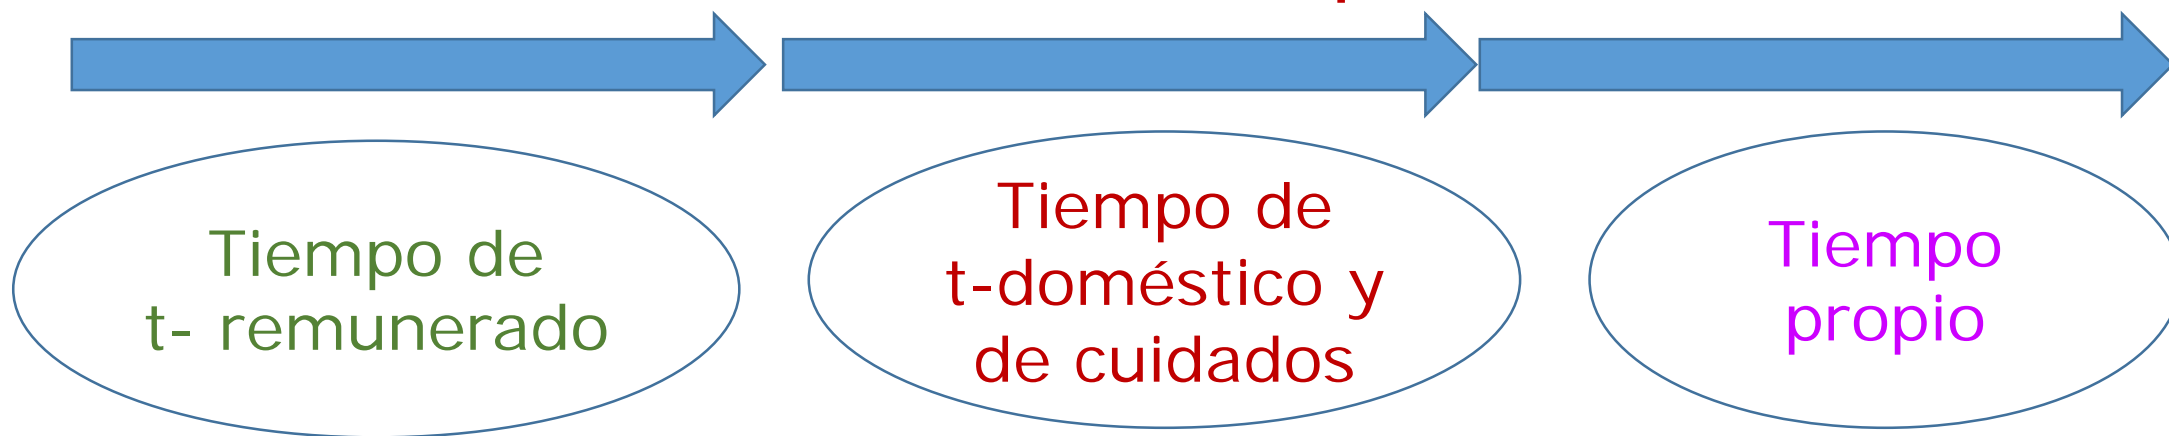 Tiempo de
t- remunerado
Tiempo de
t-doméstico y
de cuidados
Tiempo
propio